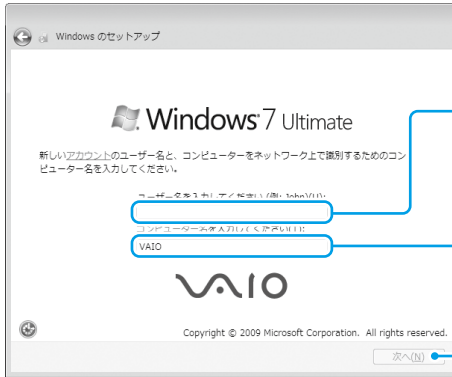 Windows のセットアップ
Windows 7 Ultimate
新しいアカウントのユーザー名と、コンピューターをネットワーク上で識別するためのコン
ピューター名を入力してください。
ユーザー名を入力してください (例: John)(U):
コンピューター名を入力してください(T):
VAIO
VAIO
Copyright © 2009 Microsoft Corporation. All rights reserved.
次へ(N)